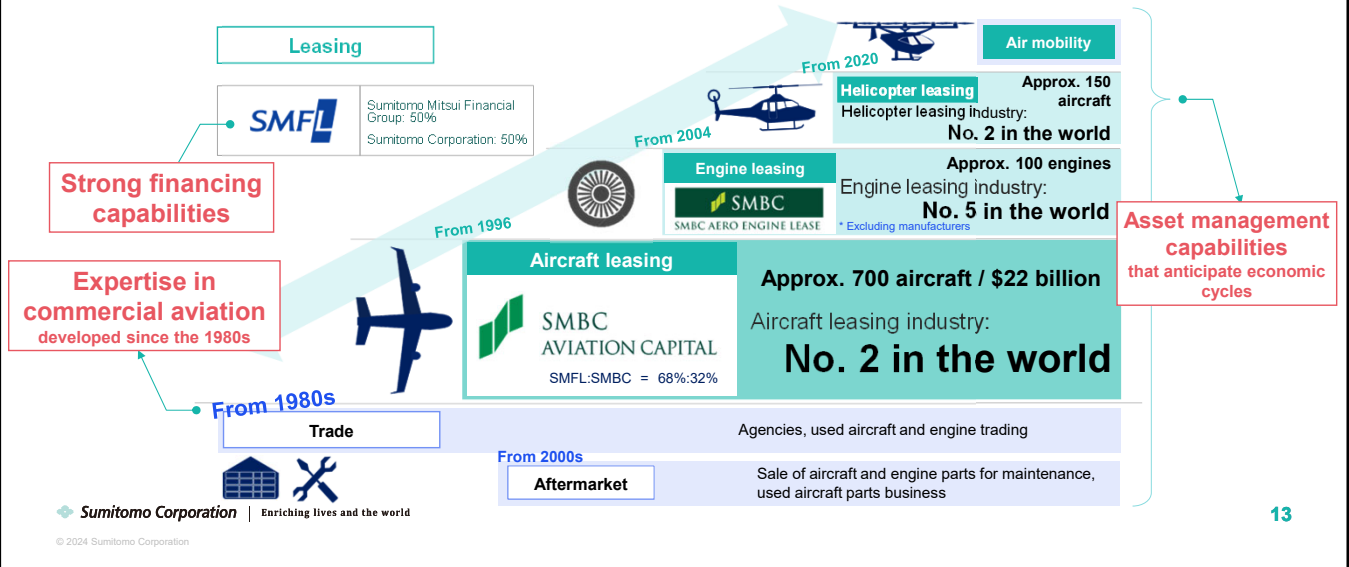 Leasing
SMFL
Sumitomo Mitsui Financial
Group: 50%
Sumitomo Corporation: 50%
Strong financing
capabilities
Expertise in
commercial aviation
developed since the 1980s
From 2020
Air mobility
From 2004
Helicopter leasing
Approx. 150
aircraft
Helicopter leasing industry:
No. 2 in the world
From 1996
Engine leasing
SMBC
SMBC AERO ENGINE LEASE
Approx. 100 engines
Engine leasing industry:
No. 5 in the world
* Excluding manufacturers
Aircraft leasing
SMBC
AVIATION CAPITAL
SMFL:SMBC = 68%:32%
Approx. 700 aircraft / $22 billion
Aircraft leasing industry:
No. 2 in the world
Asset management
capabilities
that anticipate economic
cycles
From 1980s
Trade
Agencies, used aircraft and engine trading
From 2000s
Aftermarket
Sale of aircraft and engine parts for maintenance,
used aircraft parts business
Sumitomo Corporation | Enriching lives and the world
13
© 2024 Sumitomo Corporation